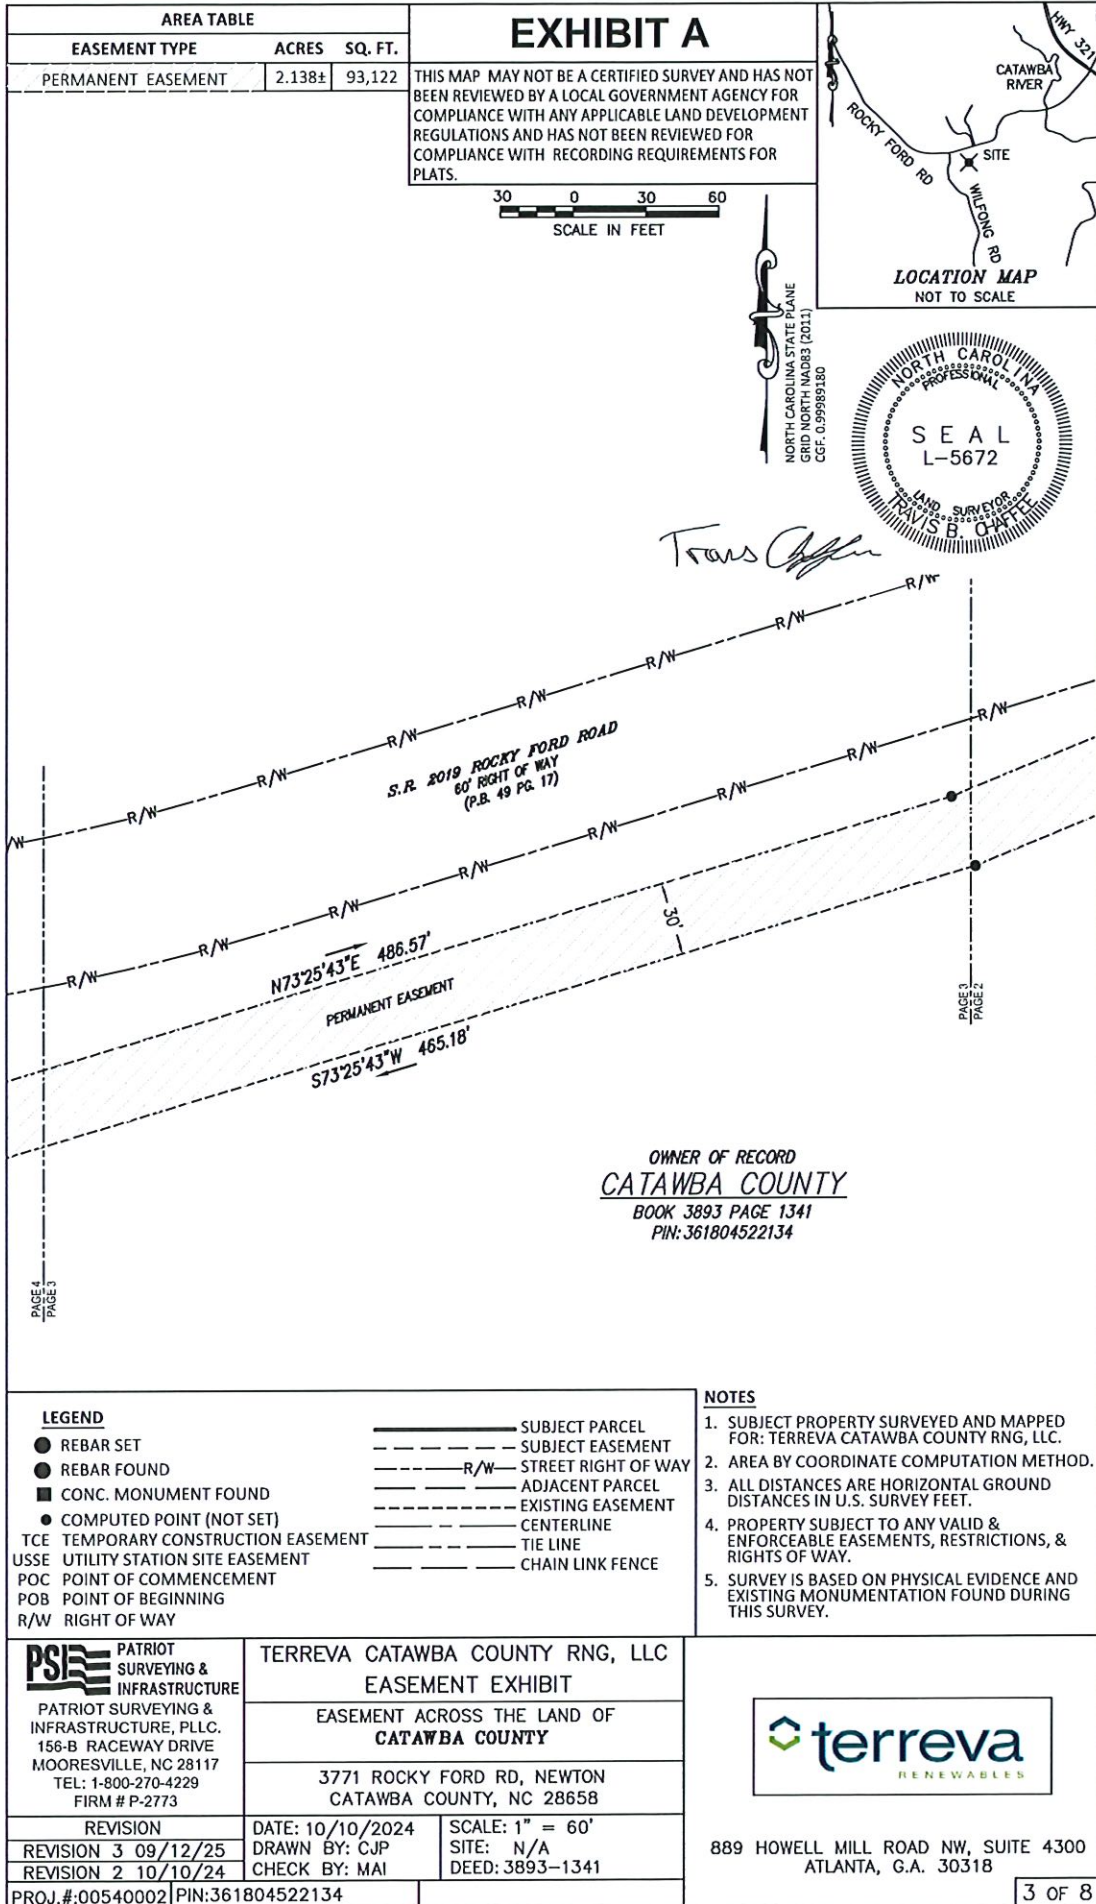 AREA TABLE
EASEMENT TYPE ACRES SQ. FT.
PERMANENT EASEMENT 2.138± 93,122
EXHIBIT A
THIS MAP MAY NOT BE A CERTIFIED SURVEY AND HAS NOT
BEEN REVIEWED BY A LOCAL GOVERNMENT AGENCY FOR
COMPLIANCE WITH ANY APPLICABLE LAND DEVELOPMENT
REGULATIONS AND HAS NOT BEEN REVIEWED FOR
COMPLIANCE WITH RECORDING REQUIREMENTS FOR
PLATS.
HWY 321
CATAWBA
RIVER
ROCKY FORD RD
SITE
WILFONG RD
LOCATION MAP
NOT TO SCALE
30 0 30 60
SCALE IN FEET
NORTH CAROLINA STATE PLANE
GRID NORTH NAD83 (2011)
CGF. 0.99989180
NORTH CAROLINA
PROFESSIONAL
SEAL
L-5672
LAND SURVEYOR
TRAVIS B. CHAFFEE
Travis Chaffee
R/W
R/W
R/W
R/W
R/W
R/W
R/W
/W
S.R. 2019 ROCKY FORD ROAD
60' RIGHT OF WAY
(P.B. 49 PG. 17)
R/W
R/W
R/W
R/W
R/W
R/W
R/W
R/W
30'
N73°25'43"E 486.57'
PERMANENT EASEMENT
S73°25'43"W 465.18'
PAGE 3
PAGE 2
OWNER OF RECORD
CATAWBA COUNTY
BOOK 3893 PAGE 1341
PIN: 361804522134
PAGE 4
PAGE 3
LEGEND
REBAR SET
REBAR FOUND
CONC. MONUMENT FOUND
COMPUTED POINT (NOT SET)
TCE TEMPORARY CONSTRUCTION EASEMENT
USSE UTILITY STATION SITE EASEMENT
POC POINT OF COMMENCEMENT
POB POINT OF BEGINNING
R/W RIGHT OF WAY
SUBJECT PARCEL
SUBJECT EASEMENT
R/W STREET RIGHT OF WAY
ADJACENT PARCEL
EXISTING EASEMENT
CENTERLINE
TIE LINE
CHAIN LINK FENCE
NOTES
1. SUBJECT PROPERTY SURVEYED AND MAPPED
FOR: TERREVA CATAWBA COUNTY RNG, LLC.
2. AREA BY COORDINATE COMPUTATION METHOD.
3. ALL DISTANCES ARE HORIZONTAL GROUND
DISTANCES IN U.S. SURVEY FEET.
4. PROPERTY SUBJECT TO ANY VALID &
ENFORCEABLE EASEMENTS, RESTRICTIONS, &
RIGHTS OF WAY.
5. SURVEY IS BASED ON PHYSICAL EVIDENCE AND
EXISTING MONUMENTATION FOUND DURING
THIS SURVEY.
PSI PATRIOT
SURVEYING &
INFRASTRUCTURE
PATRIOT SURVEYING &
INFRASTRUCTURE, PLLC.
156-B RACEWAY DRIVE
MOORESVILLE, NC 28117
TEL: 1-800-270-4229
FIRM # P-2773
TERREVA CATAWBA COUNTY RNG, LLC
EASEMENT EXHIBIT
EASEMENT ACROSS THE LAND OF
CATAWBA COUNTY
3771 ROCKY FORD RD, NEWTON
CATAWBA COUNTY, NC 28658
REVISION
REVISION 3 09/12/25
REVISION 2 10/10/24
DATE: 10/10/2024
DRAWN BY: CJP
CHECK BY: MAI
SCALE: 1" = 60'
SITE: N/A
DEED: 3893-1341
PROJ.#:00540002 PIN:361804522134
terreva
RENEWABLES
889 HOWELL MILL ROAD NW, SUITE 4300
ATLANTA, G.A. 30318
3 OF 8